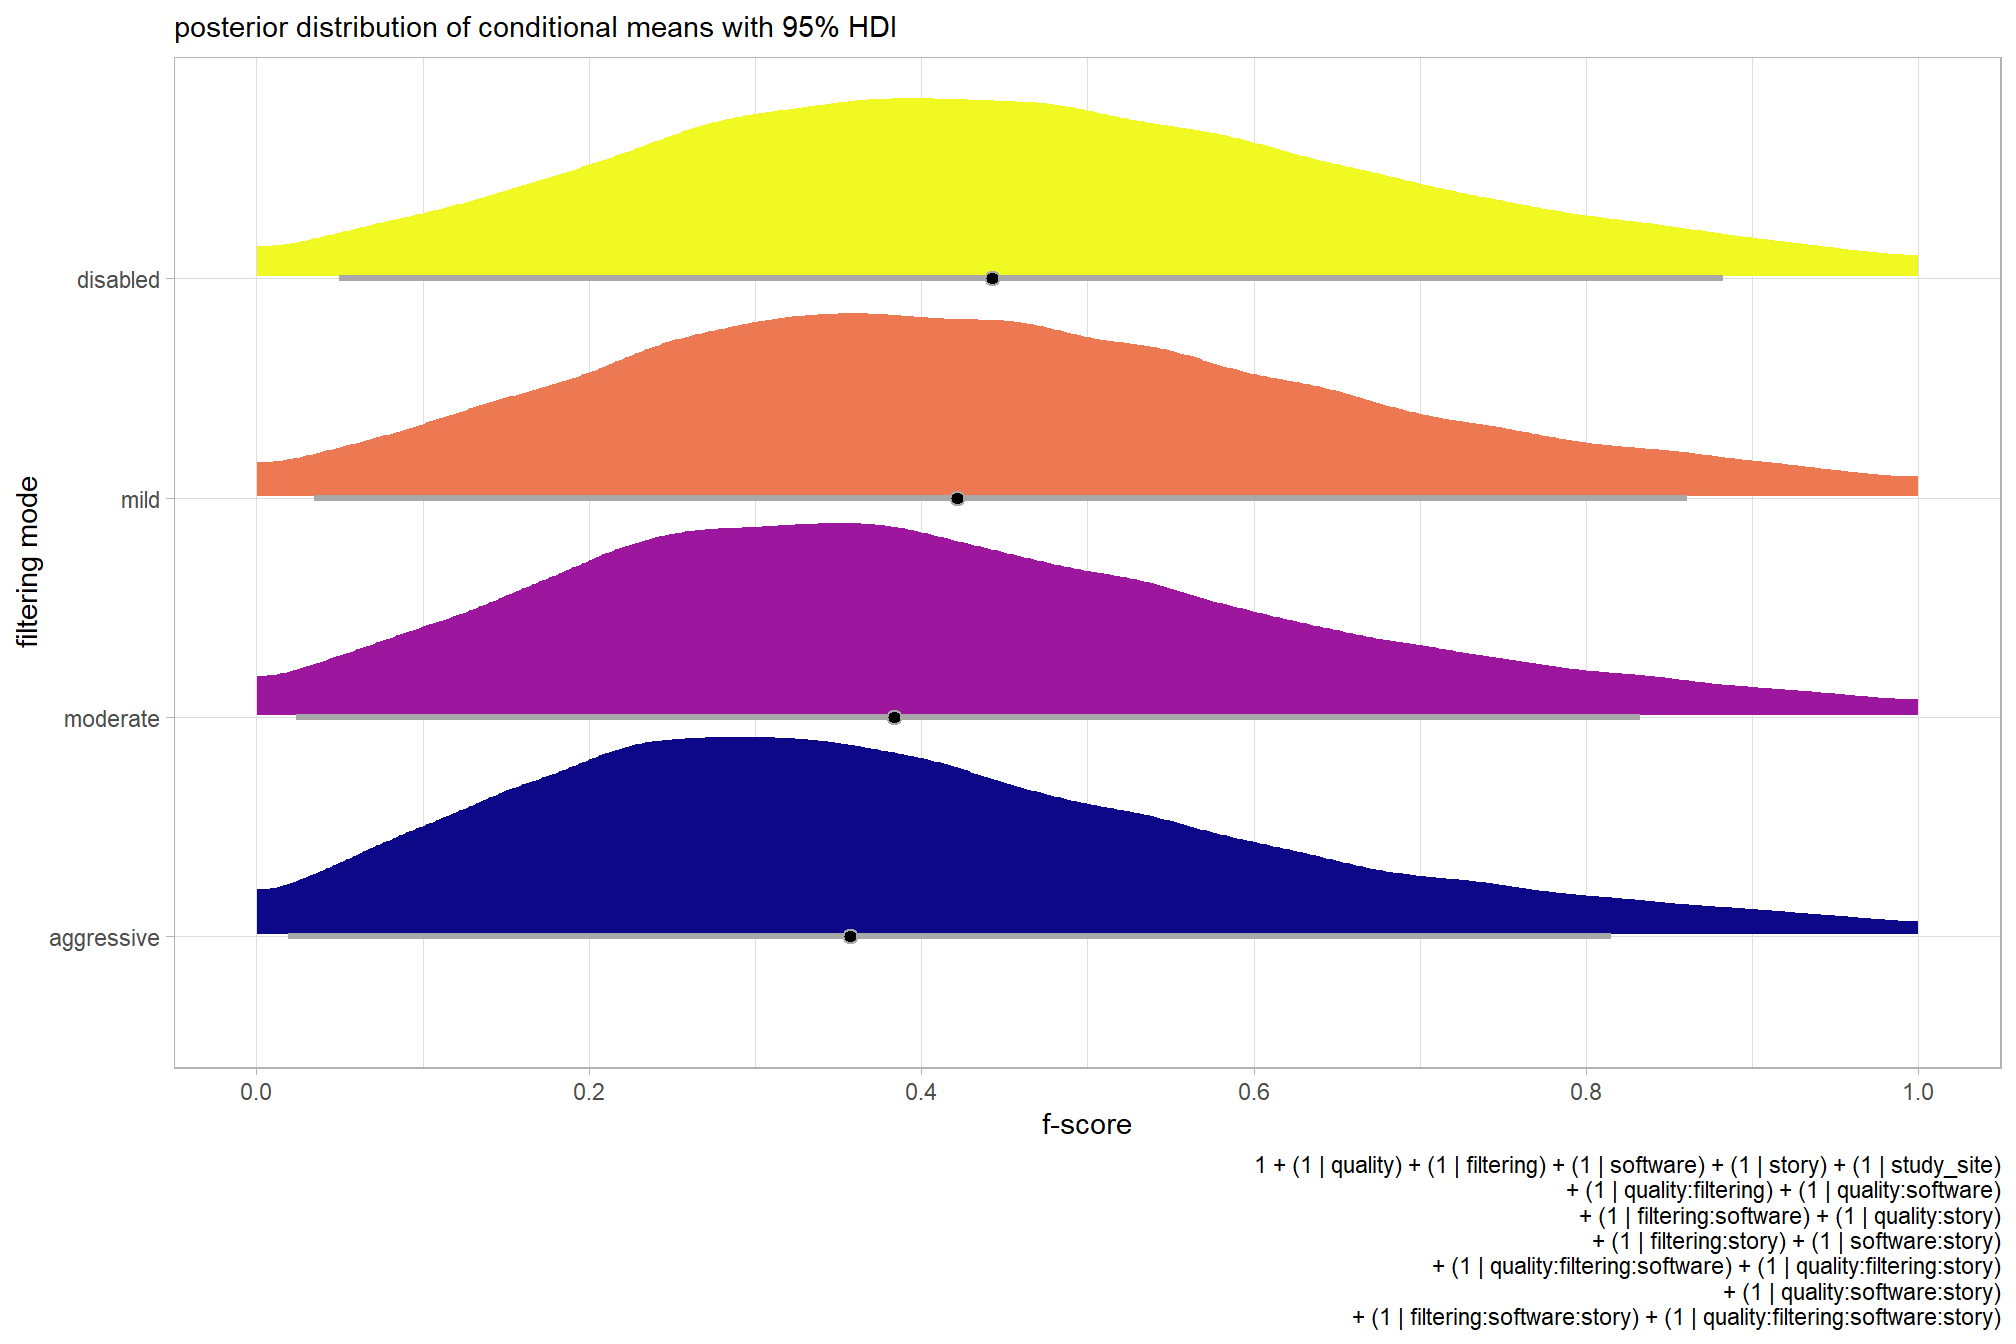 posterior distribution of conditional means with 95% HDI
filtering mode
disabled
mild
moderate
aggressive
0.0 0.2 0.4 0.6 0.8 1.0
f-score
1 + (1 | quality) + (1 | filtering) + (1 | software) + (1 | story) + (1 | study_site)
+ (1 | quality:filtering) + (1 | quality:software)
+ (1 | filtering:software) + (1 | quality:story)
+ (1 | filtering:story) + (1 | software:story)
+ (1 | quality:filtering:software) + (1 | quality:filtering:story)
+ (1 | quality:software:story)
+ (1 | filtering:software:story) + (1 | quality:filtering:software:story)